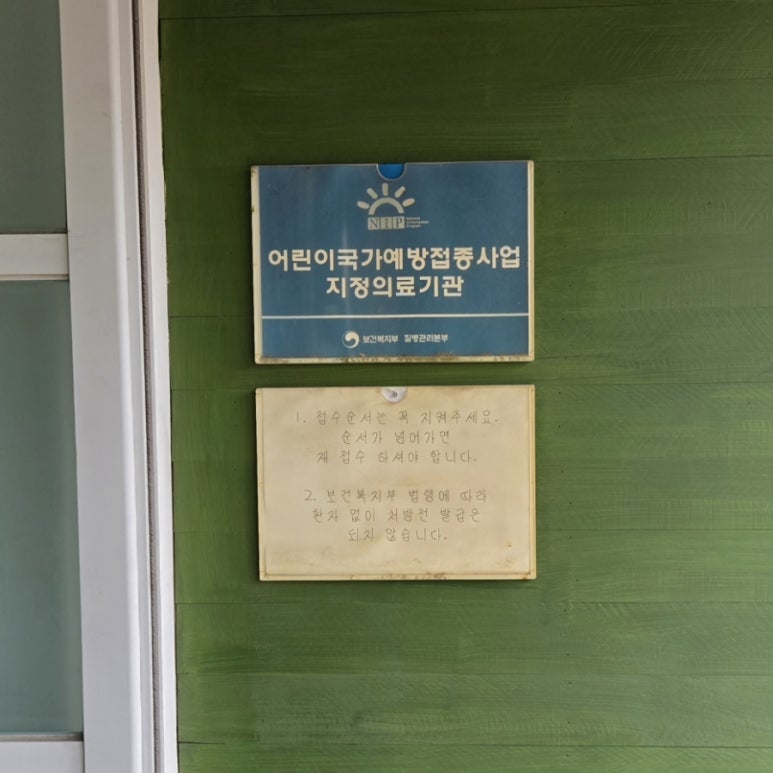 NIP National Immunization Program
어린이국가예방접종사업
지정의료기관
보건복지부 질병관리본부
1. 접수순서는 꼭 지켜주세요.
순서가 넘어가면
재 접수 하셔야 합니다.
2. 보건복지부 법령에 따라
환자 없이 처방전 발급은
되지 않습니다.